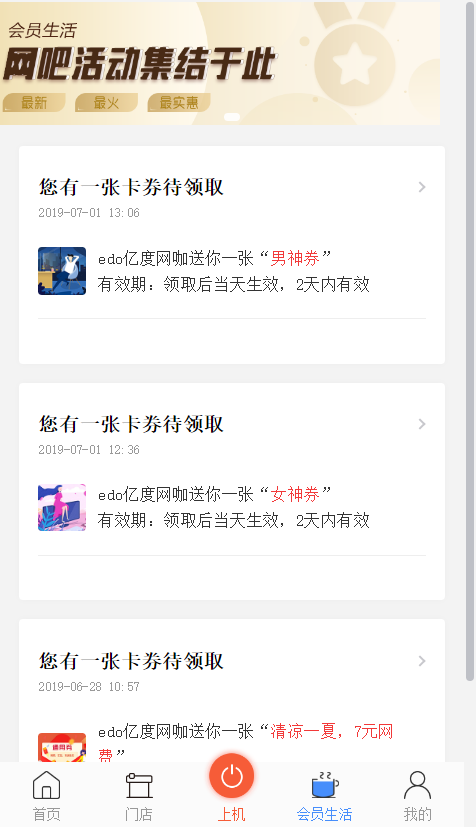 会员生活
网吧活动集结于此
最新 最火 最实惠
您有一张卡券待领取
2019-07-01 13:06
edo亿度网咖送你一张“男神券”
有效期：领取后当天生效，2天内有效
您有一张卡券待领取
2019-07-01 12:36
edo亿度网咖送你一张“女神券”
有效期：领取后当天生效，2天内有效
您有一张卡券待领取
2019-06-28 10:57
edo亿度网咖送你一张“清凉一夏，7元网
费”
首页 门店 上机 会员生活 我的